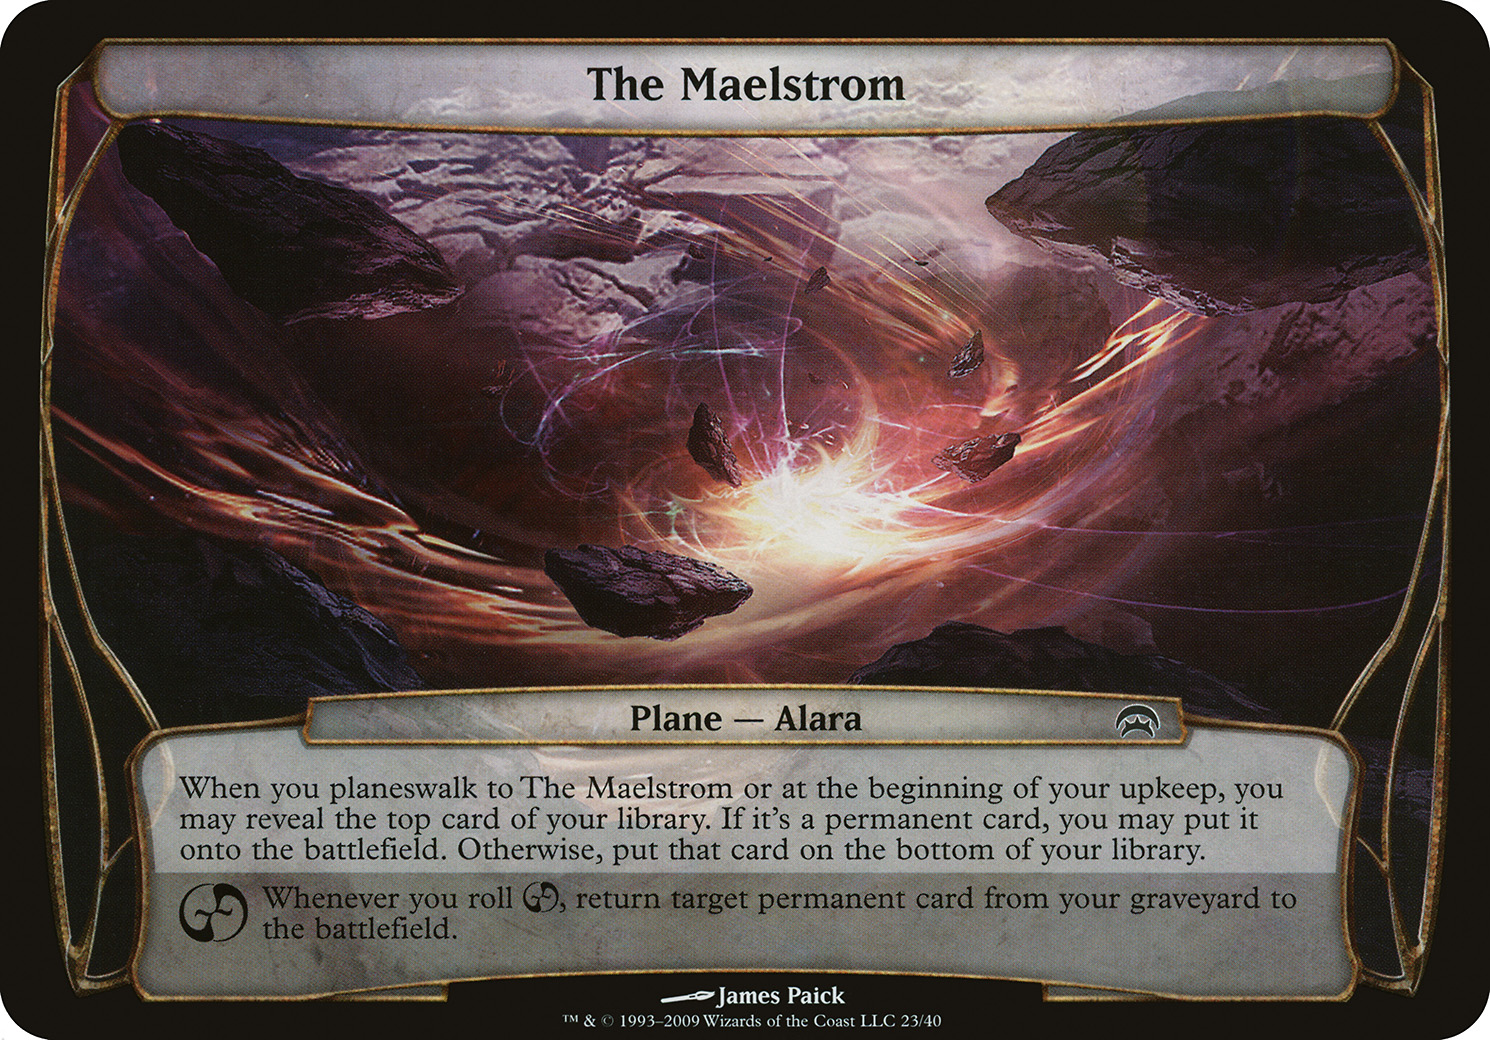 The Maelstrom
Plane — Alara
When you planeswalk to The Maelstrom or at the beginning of your upkeep, you
may reveal the top card of your library. If it's a permanent card, you may put it
onto the battlefield. Otherwise, put that card on the bottom of your library.
Whenever you roll , return target permanent card from your graveyard to
the battlefield.
James Paick
™ & © 1993–2009 Wizards of the Coast LLC 23/40